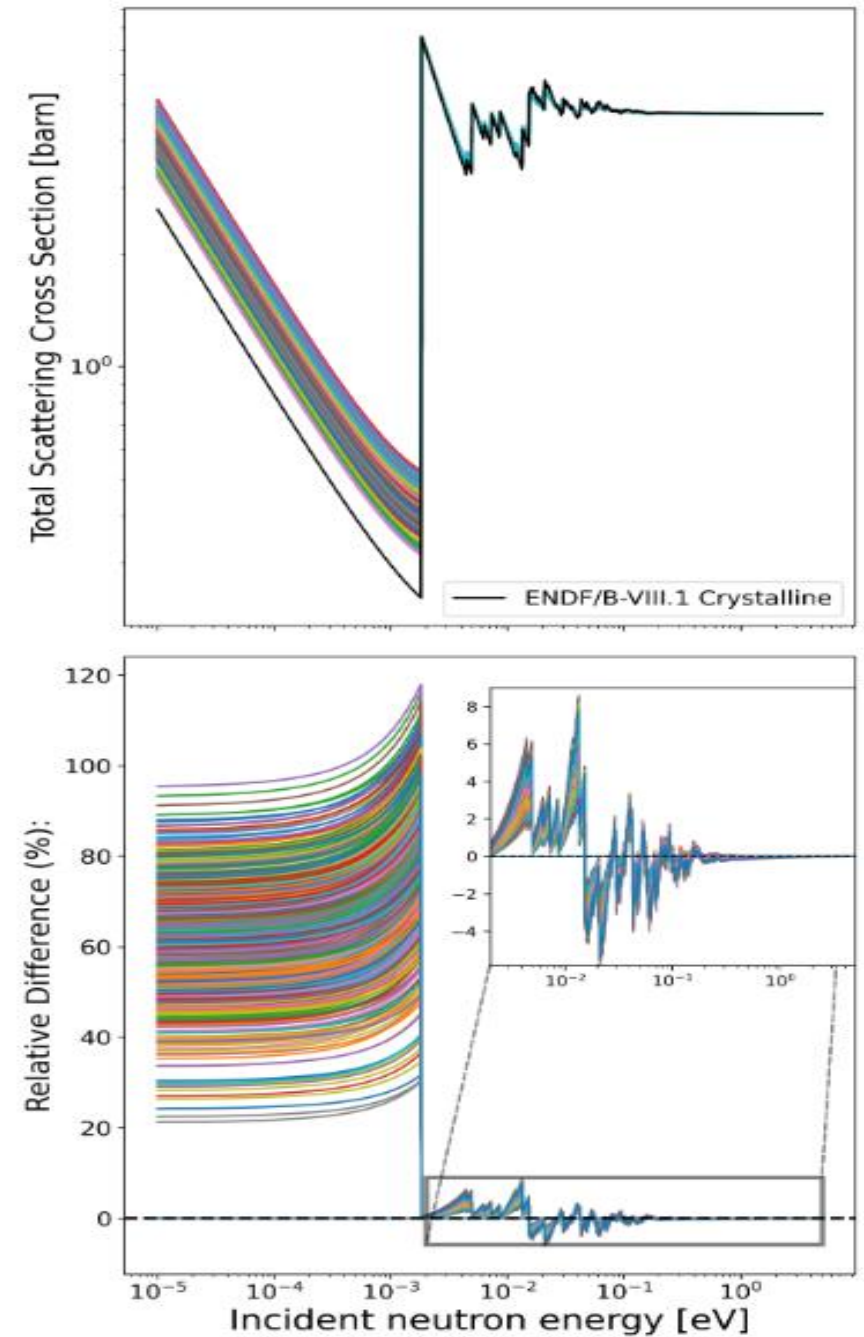 Total Scattering Cross Section [barn]
10⁰
ENDF/B-VIII.1 Crystalline
Relative Difference (%):
120
100
80
60
40
20
0
8
6
4
2
0
−2
−4
10⁻² 10⁻¹ 10⁰
10⁻⁵ 10⁻⁴ 10⁻³ 10⁻² 10⁻¹ 10⁰
Incident neutron energy [eV]